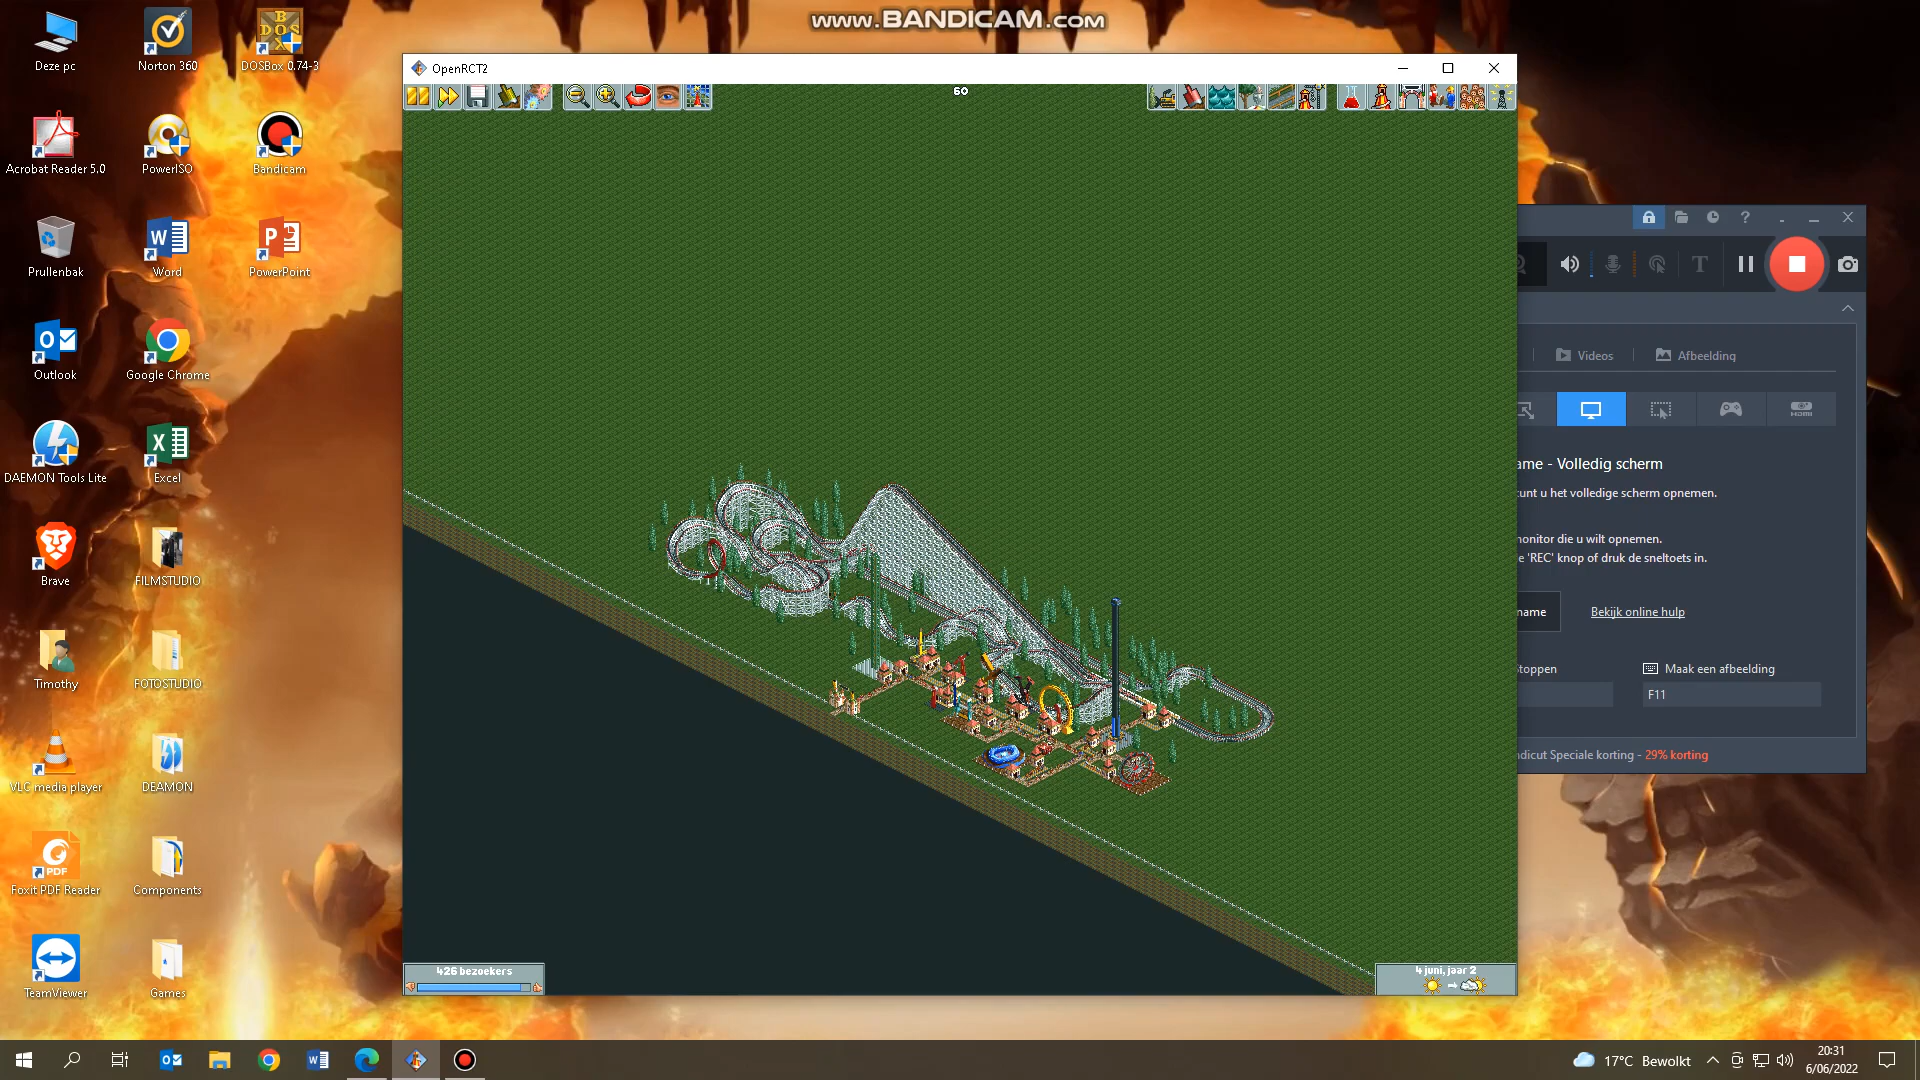 www.BANDICAM.com
Deze pc
Norton 360
DOSBox 0.74-3
Acrobat Reader 5.0
PowerISO
Bandicam
Prullenbak
Word
PowerPoint
Outlook
Google Chrome
DAEMON Tools Lite
Excel
Brave
FILMSTUDIO
Timothy
FOTOSTUDIO
VLC media player
DEAMON
Foxit PDF Reader
Components
TeamViewer
Games
OpenRCT2
60
426 bezoekers
4 juni, jaar 2
Videos
Afbeelding
ame - Volledig scherm
unt u het volledige scherm opnemen.
monitor die u wilt opnemen.
e 'REC' knop of druk de sneltoets in.
name
Bekijk online hulp
Stoppen
Maak een afbeelding
F11
ndicut Speciale korting - 29% korting
17°C Bewolkt
20:31
6/06/2022